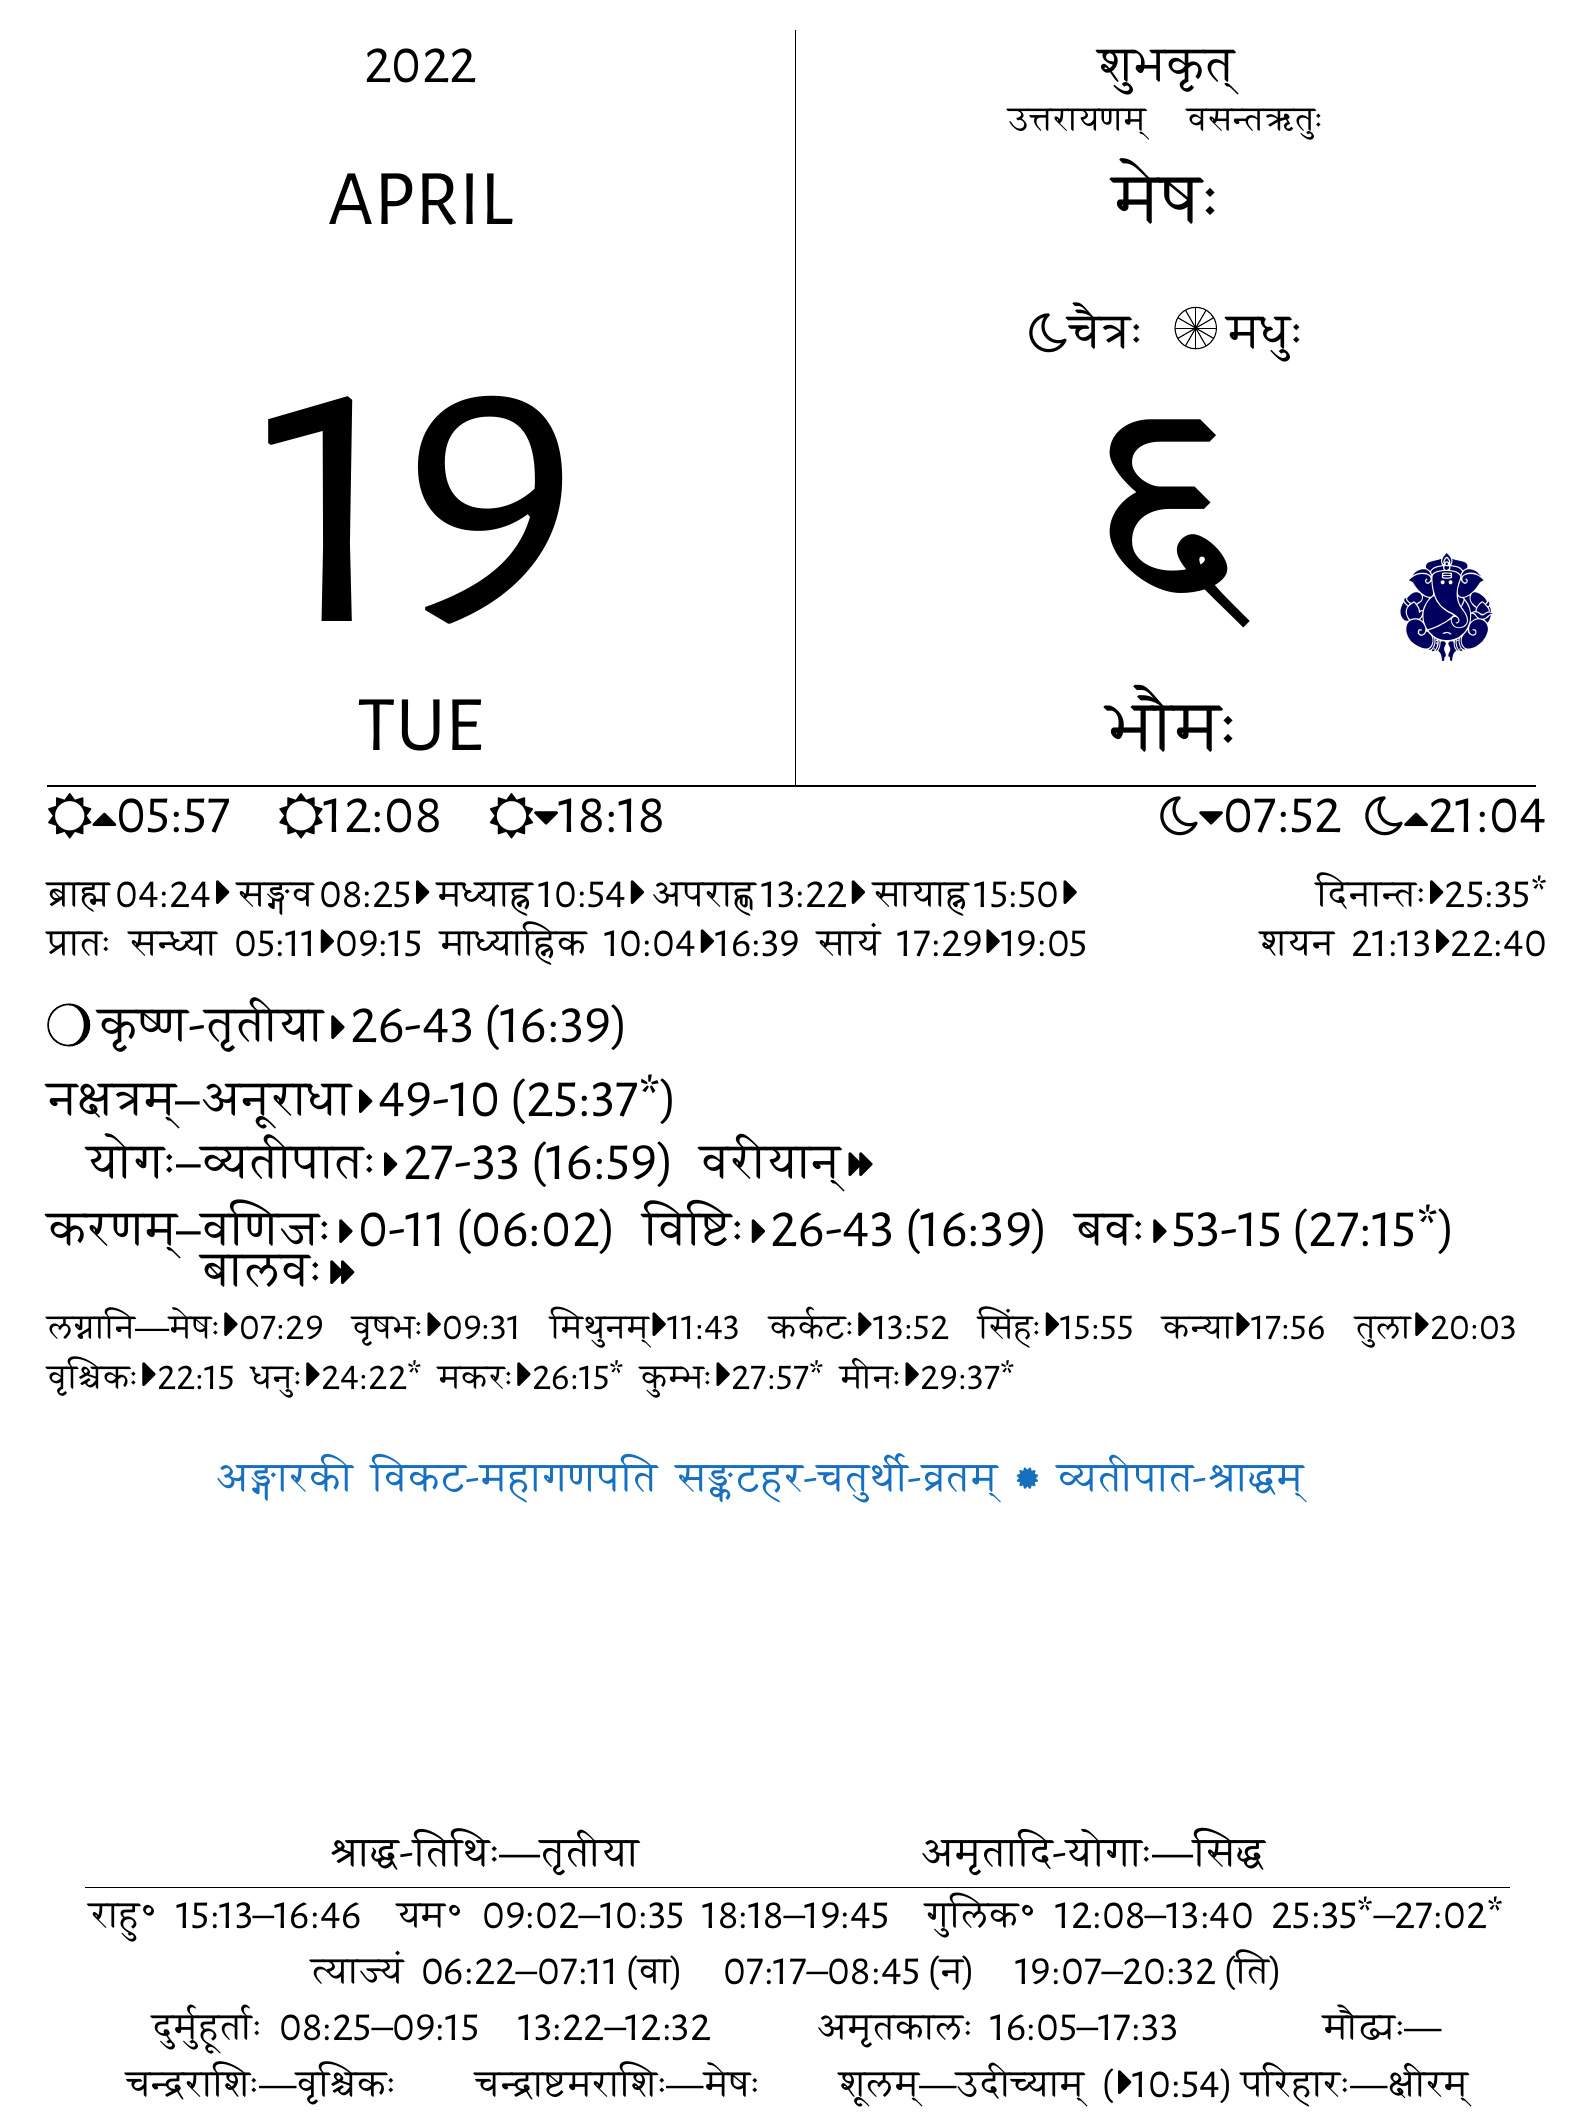 2022
APRIL
19
TUE
शुभकृत्
उत्तरायणम् वसन्तऋतुः
मेषः
चैत्रः मधुः
६
भौमः
05:57 12:08 18:18 07:52 21:04
ब्राह्म 04:24 सङ्गव 08:25 मध्याह्न 10:54 अपराह्ण 13:22 सायाह्न 15:50 दिनान्तः 25:35*
प्रातः सन्ध्या 05:11 09:15 माध्याह्निक 10:04 16:39 सायं 17:29 19:05 शयन 21:13 22:40
कृष्ण-तृतीया 26-43 (16:39)
नक्षत्रम्–अनूराधा 49-10 (25:37*)
योगः–व्यतीपातः 27-33 (16:59) वरीयान्
करणम्–वणिजः 0-11 (06:02) विष्टिः 26-43 (16:39) बवः 53-15 (27:15*)
बालवः
लग्नानि—मेषः 07:29 वृषभः 09:31 मिथुनम् 11:43 कर्कटः 13:52 सिंहः 15:55 कन्या 17:56 तुला 20:03
वृश्चिकः 22:15 धनुः 24:22* मकरः 26:15* कुम्भः 27:57* मीनः 29:37*
अङ्गारकी विकट-महागणपति सङ्कटहर-चतुर्थी-व्रतम् ✹ व्यतीपात-श्राद्धम्
श्राद्ध-तिथिः—तृतीया अमृतादि-योगाः—सिद्ध
राहु॰ 15:13–16:46 यम॰ 09:02–10:35 18:18–19:45 गुलिक॰ 12:08–13:40 25:35*–27:02*
त्याज्यं 06:22–07:11 (वा) 07:17–08:45 (न) 19:07–20:32 (ति)
दुर्मुहूर्ताः 08:25–09:15 13:22–12:32 अमृतकालः 16:05–17:33 मौढ्यः—
चन्द्रराशिः—वृश्चिकः चन्द्राष्टमराशिः—मेषः शूलम्—उदीच्याम् (10:54) परिहारः—क्षीरम्